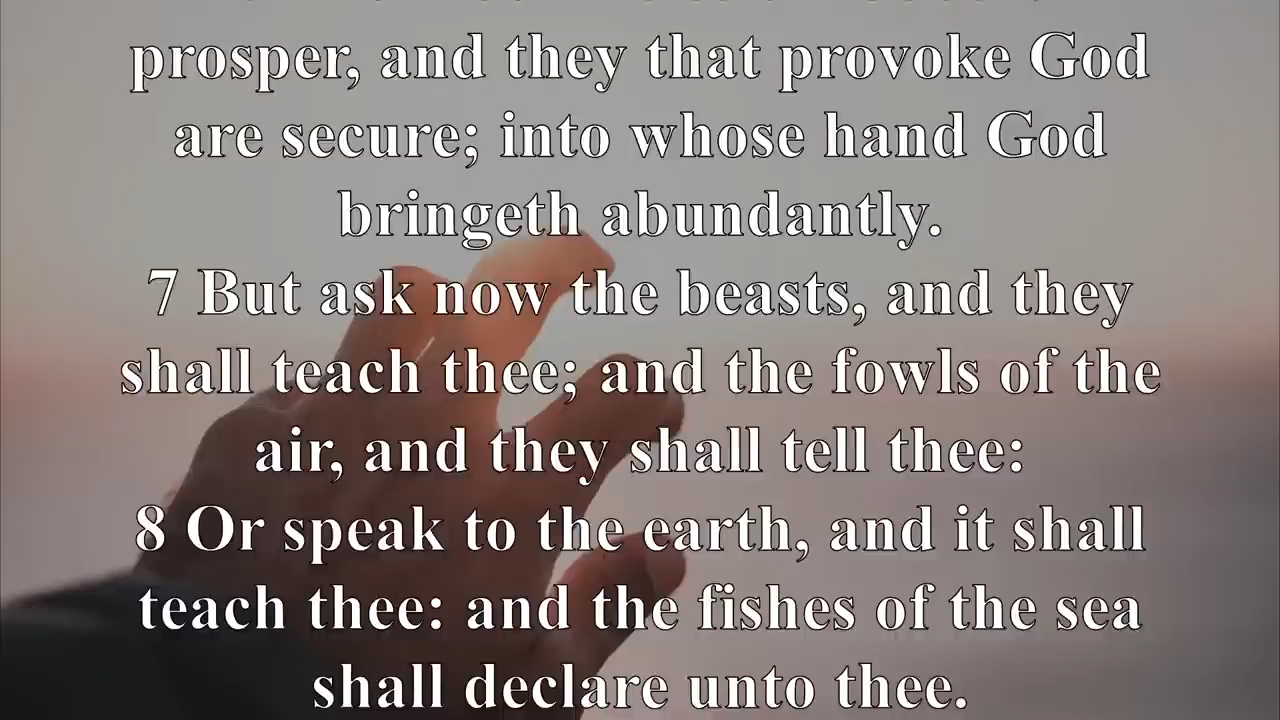 prosper, and they that provoke God
are secure; into whose hand God
bringeth abundantly.
7 But ask now the beasts, and they
shall teach thee; and the fowls of the
air, and they shall tell thee:
8 Or speak to the earth, and it shall
teach thee: and the fishes of the sea
shall declare unto thee.